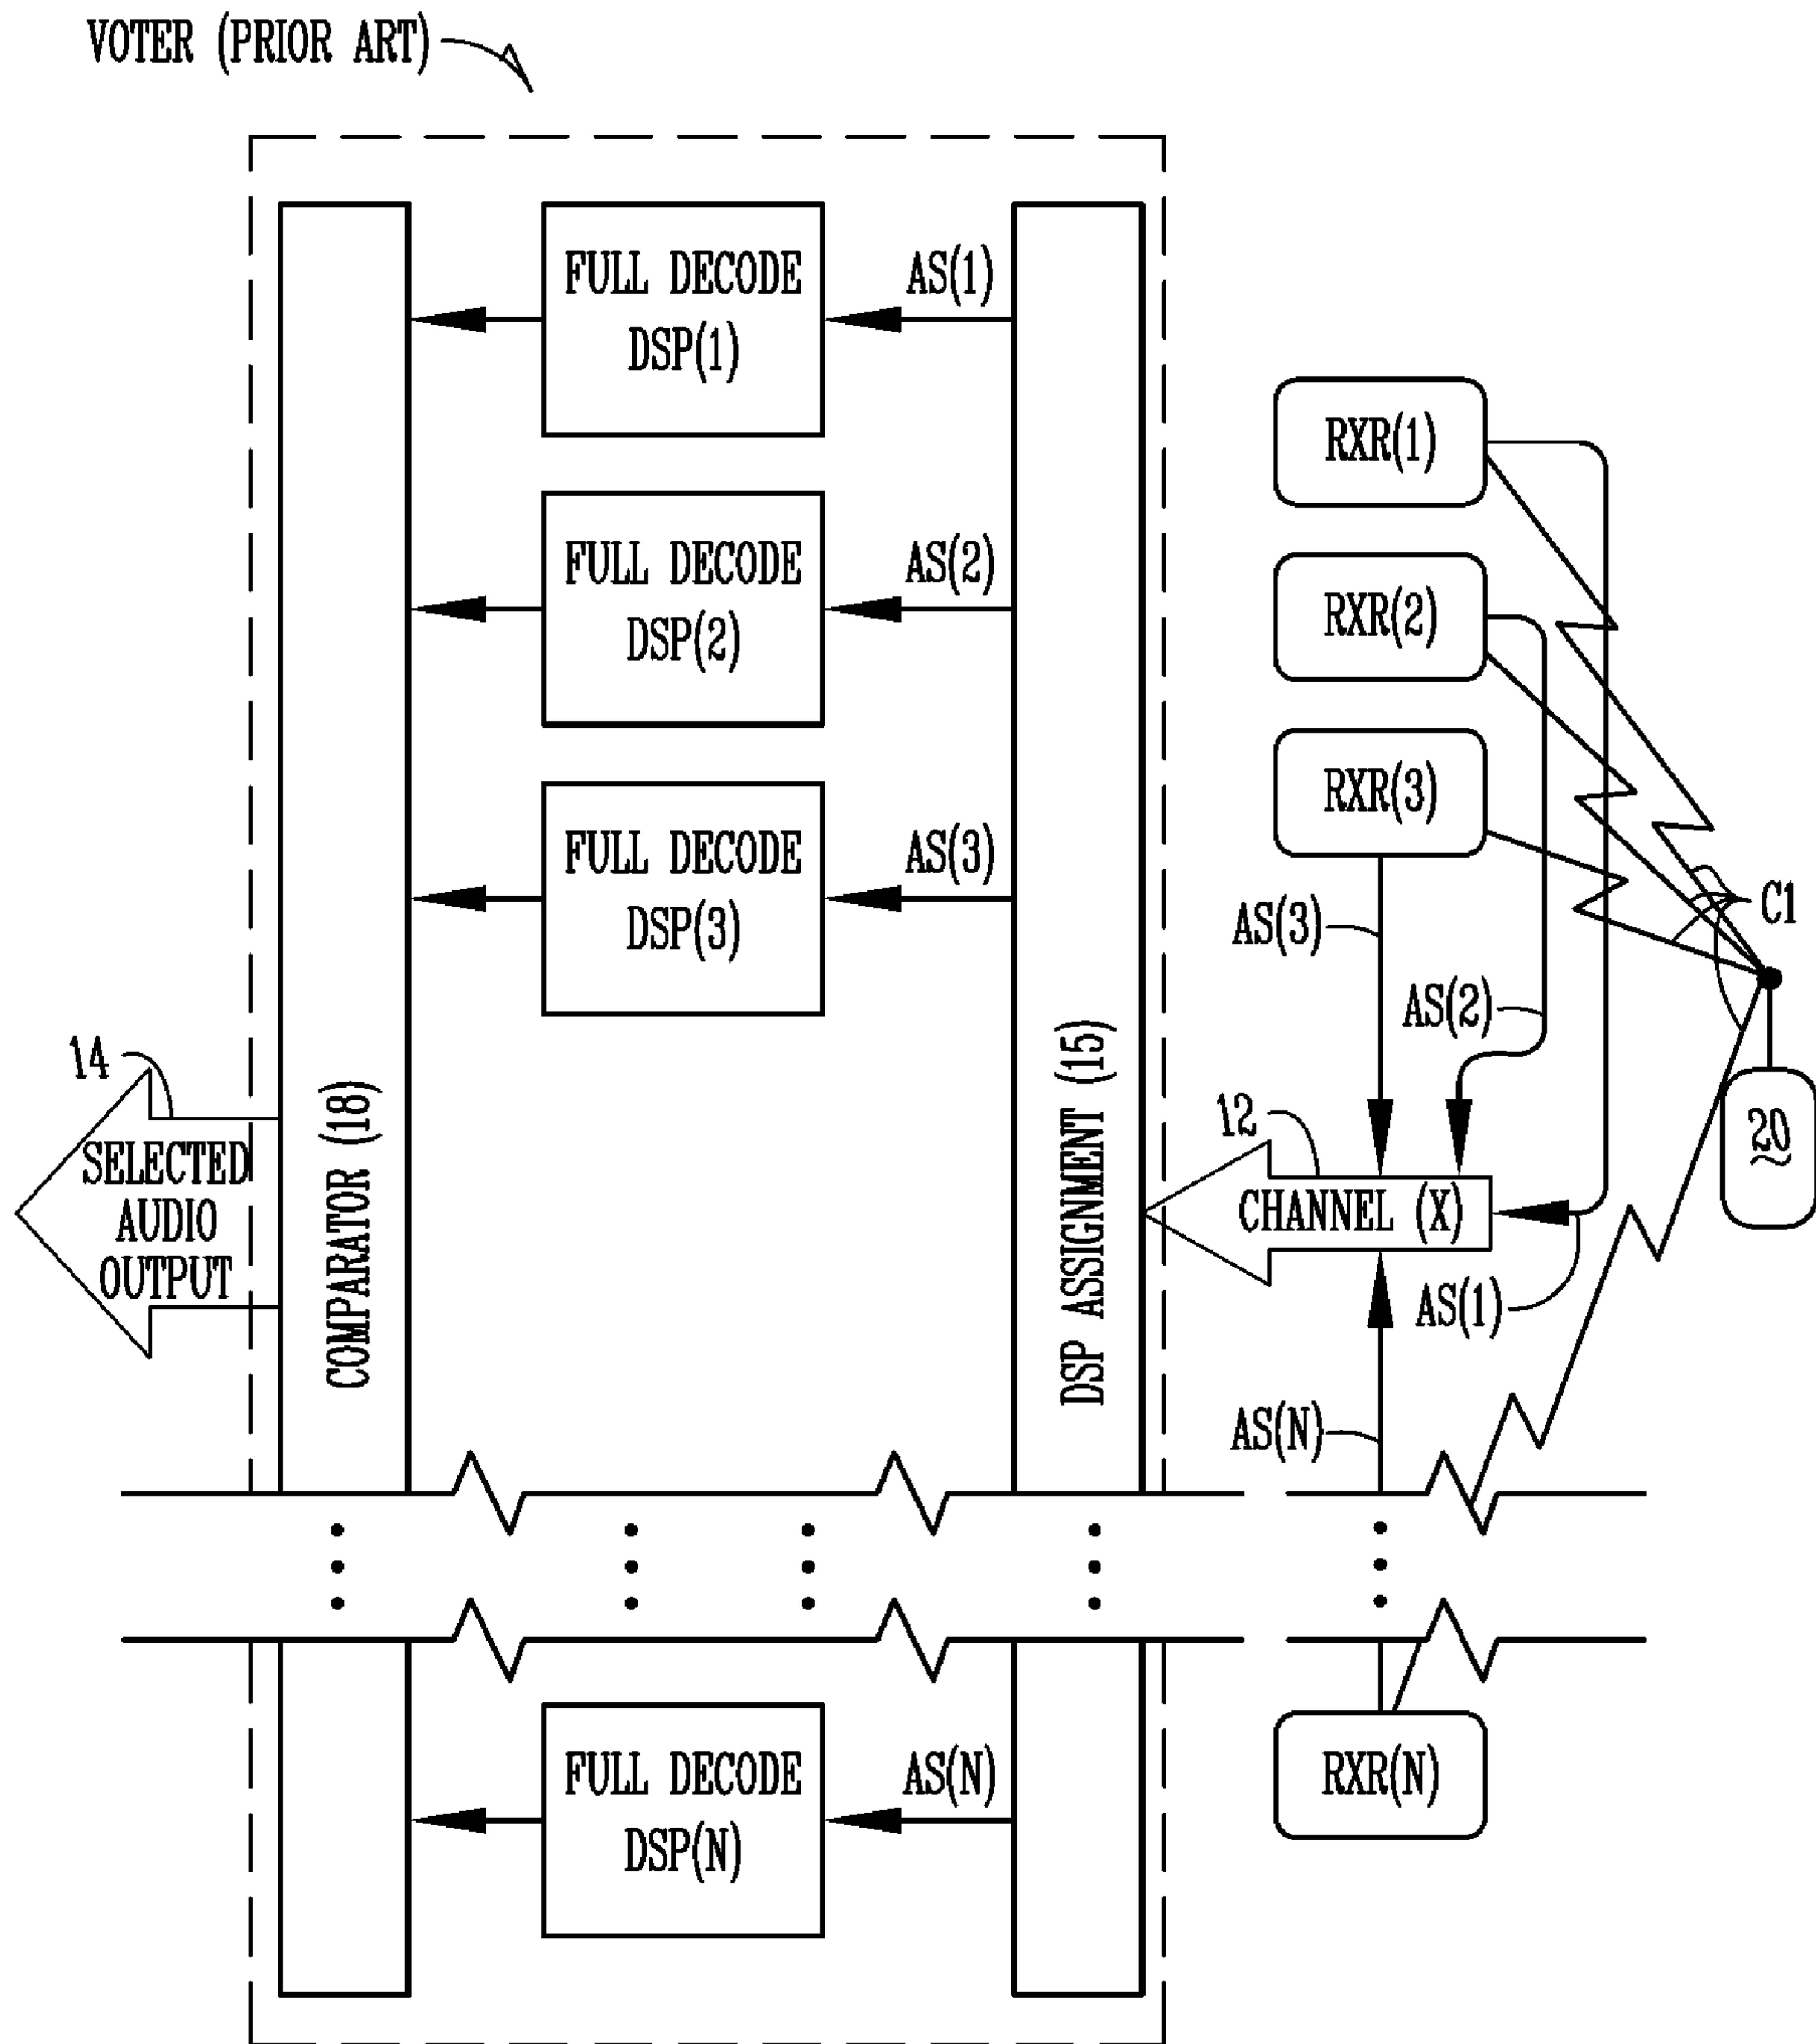 VOTER (PRIOR ART)
FULL DECODE
DSP(1)
AS(1)
FULL DECODE
DSP(2)
AS(2)
FULL DECODE
DSP(3)
AS(3)
FULL DECODE
DSP(N)
AS(N)
COMPARATOR (18)
DSP ASSIGNMENT (15)
14
SELECTED
AUDIO
OUTPUT
RXR(1)
RXR(2)
RXR(3)
C1
AS(3)
AS(2)
20
12
CHANNEL (X)
AS(1)
AS(N)
RXR(N)